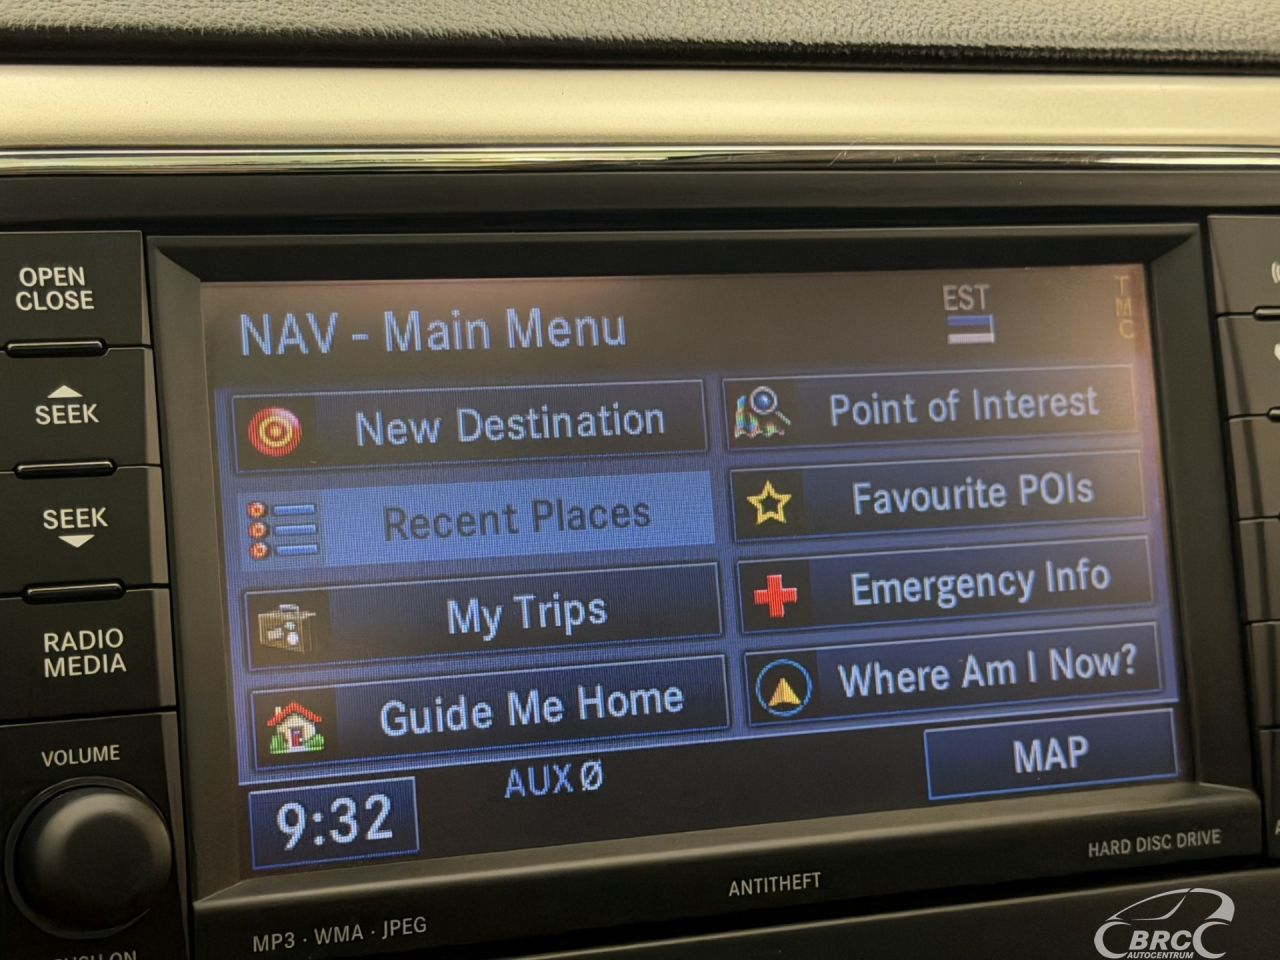 OPEN
CLOSE
SEEK
SEEK
RADIO
MEDIA
VOLUME
NAV - Main Menu
EST
TMC
New Destination
Point of Interest
Recent Places
Favourite POIs
My Trips
Emergency Info
Guide Me Home
Where Am I Now?
9:32
AUX Ø
MAP
HARD DISC DRIVE
ANTITHEFT
MP3 · WMA · JPEG
BRC
AUTOCENTRUM